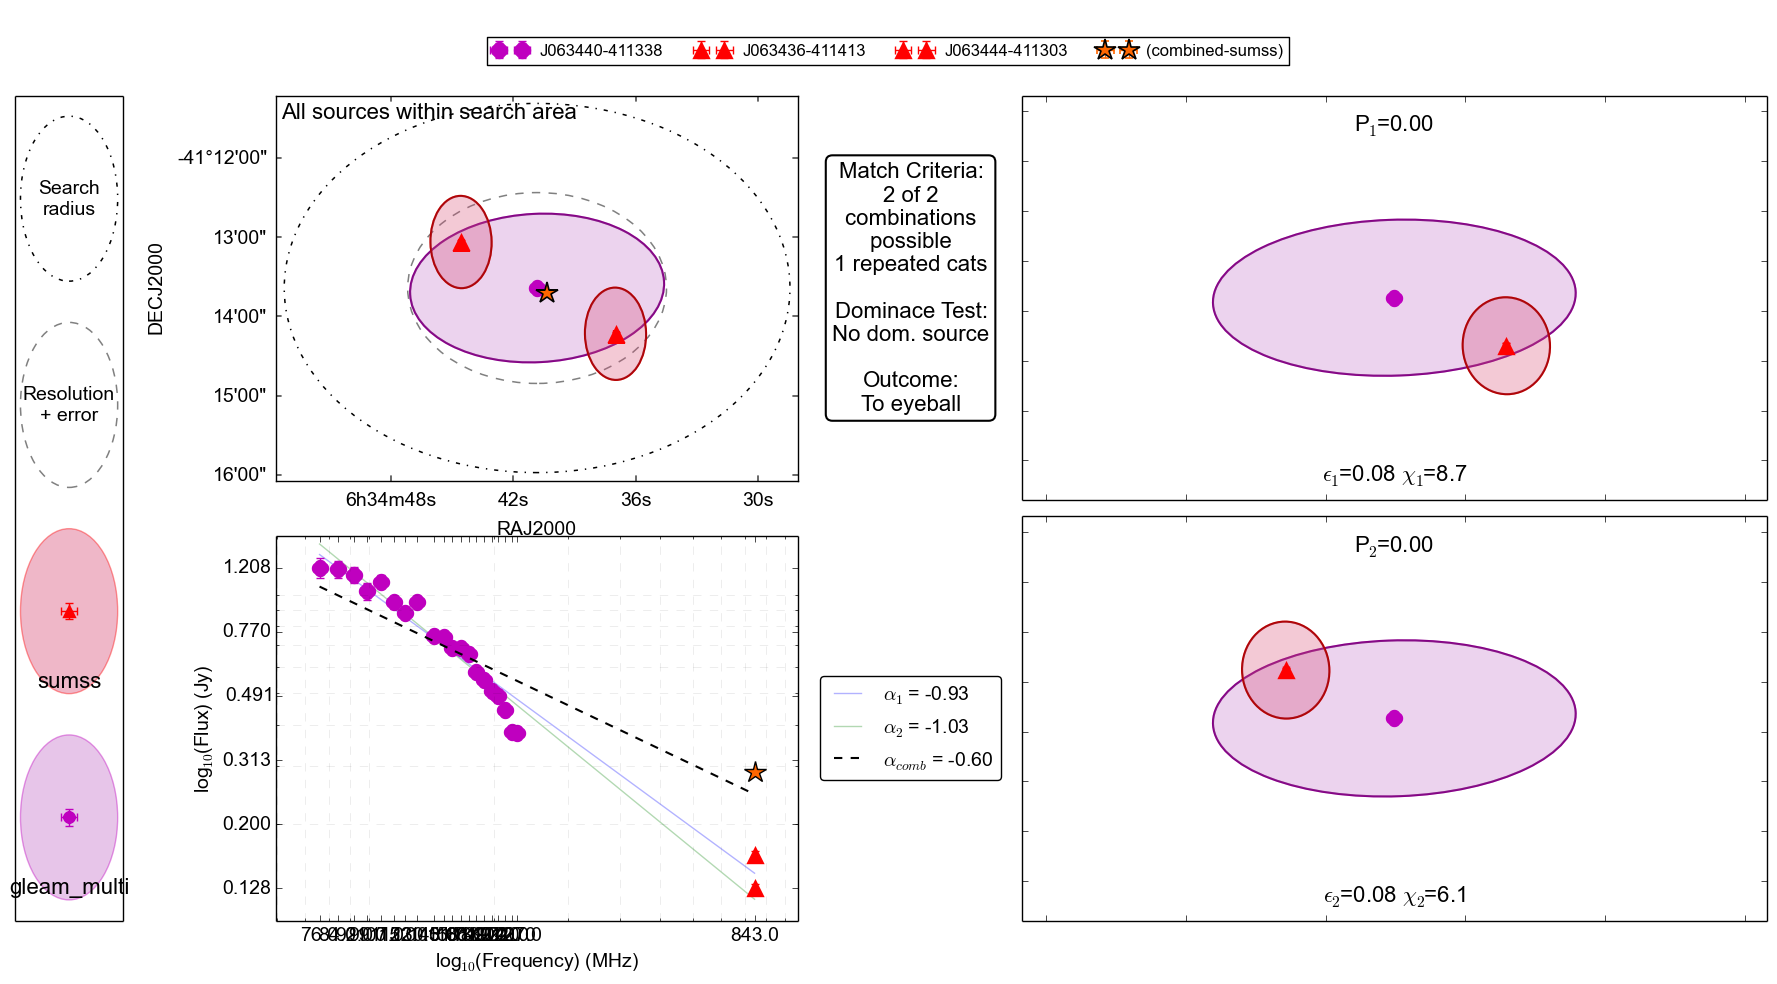 J063440-411338
J063436-411413
J063444-411303
(combined-sumss)
Search
radius
Resolution
+ error
sumss
gleam_multi
All sources within search area
DECJ2000
-41°12'00"
13'00"
14'00"
15'00"
16'00"
6h34m48s
42s
36s
30s
RAJ2000
Match Criteria:
2 of 2
combinations
possible
1 repeated cats
Dominace Test:
No dom. source
Outcome:
To eyeball
P1=0.00
ϵ1=0.08 χ1=8.7
log10(Flux) (Jy)
1.208
0.770
0.491
0.313
0.200
0.128
843.0
log10(Frequency) (MHz)
α1 = -0.93
α2 = -1.03
αcomb = -0.60
P2=0.00
ϵ2=0.08 χ2=6.1